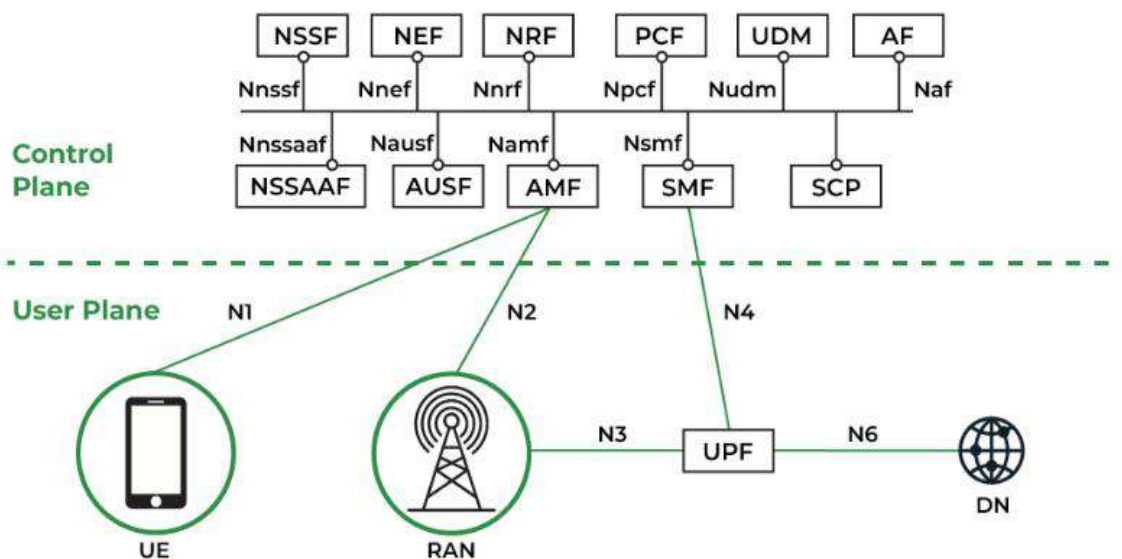 NSSF
NEF
NRF
PCF
UDM
AF
Nnssf
Nnef
Nnrf
Npcf
Nudm
Naf
Control
Plane
Nnssaaf
Nausf
Namf
Nsmf
NSSAAF
AUSF
AMF
SMF
SCP
User Plane
N1
N2
N4
N3
UPF
N6
DN
UE
RAN